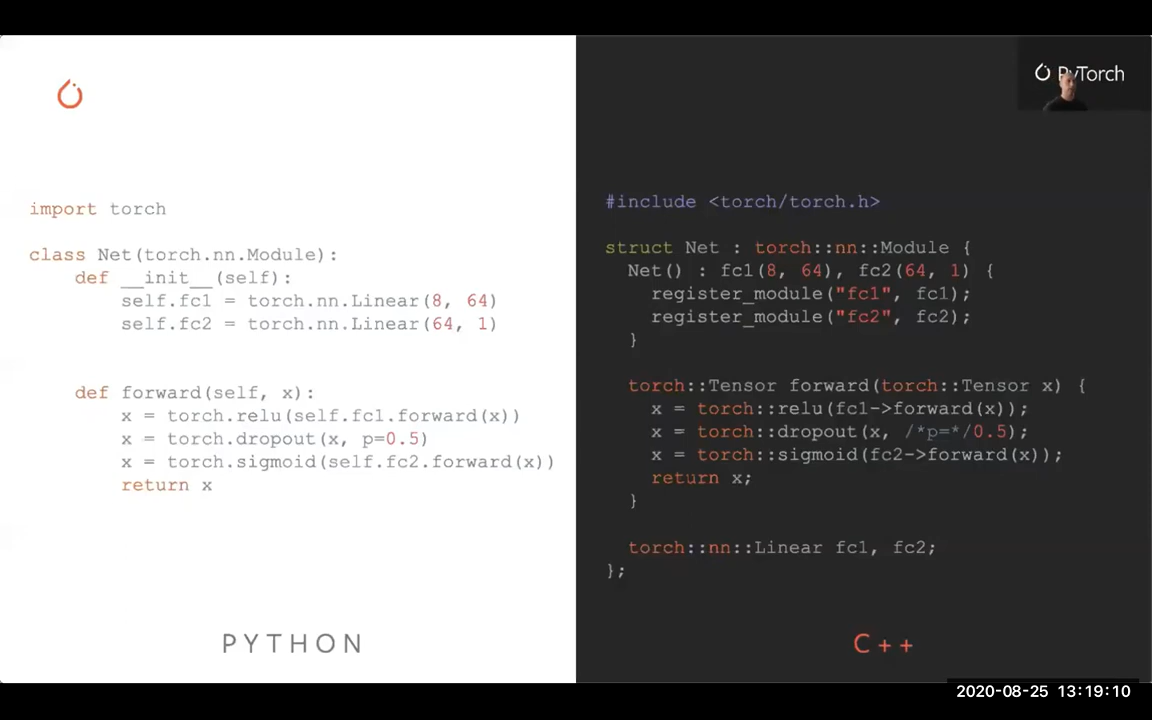 import torch
class Net(torch.nn.Module):
def __init__(self):
self.fc1 = torch.nn.Linear(8, 64)
self.fc2 = torch.nn.Linear(64, 1)
def forward(self, x):
x = torch.relu(self.fc1.forward(x))
x = torch.dropout(x, p=0.5)
x = torch.sigmoid(self.fc2.forward(x))
return x
PYTHON
PyTorch
#include <torch/torch.h>
struct Net : torch::nn::Module {
Net() : fc1(8, 64), fc2(64, 1) {
register_module("fc1", fc1);
register_module("fc2", fc2);
}
torch::Tensor forward(torch::Tensor x) {
x = torch::relu(fc1->forward(x));
x = torch::dropout(x, /*p=*/0.5);
x = torch::sigmoid(fc2->forward(x));
return x;
}
torch::nn::Linear fc1, fc2;
};
C++
2020-08-25 13:19:10